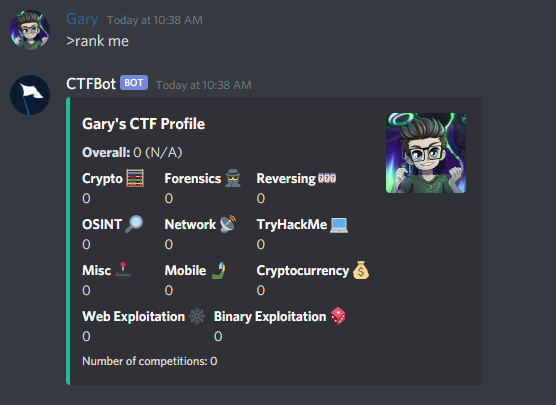 Gary Today at 10:38 AM
>rank me
CTFBot BOT Today at 10:38 AM
Gary's CTF Profile
Overall: 0 (N/A)
Crypto Forensics Reversing
0 0 0
OSINT Network TryHackMe
0 0 0
Misc Mobile Cryptocurrency
0 0 0
Web Exploitation Binary Exploitation
0 0
Number of competitions: 0